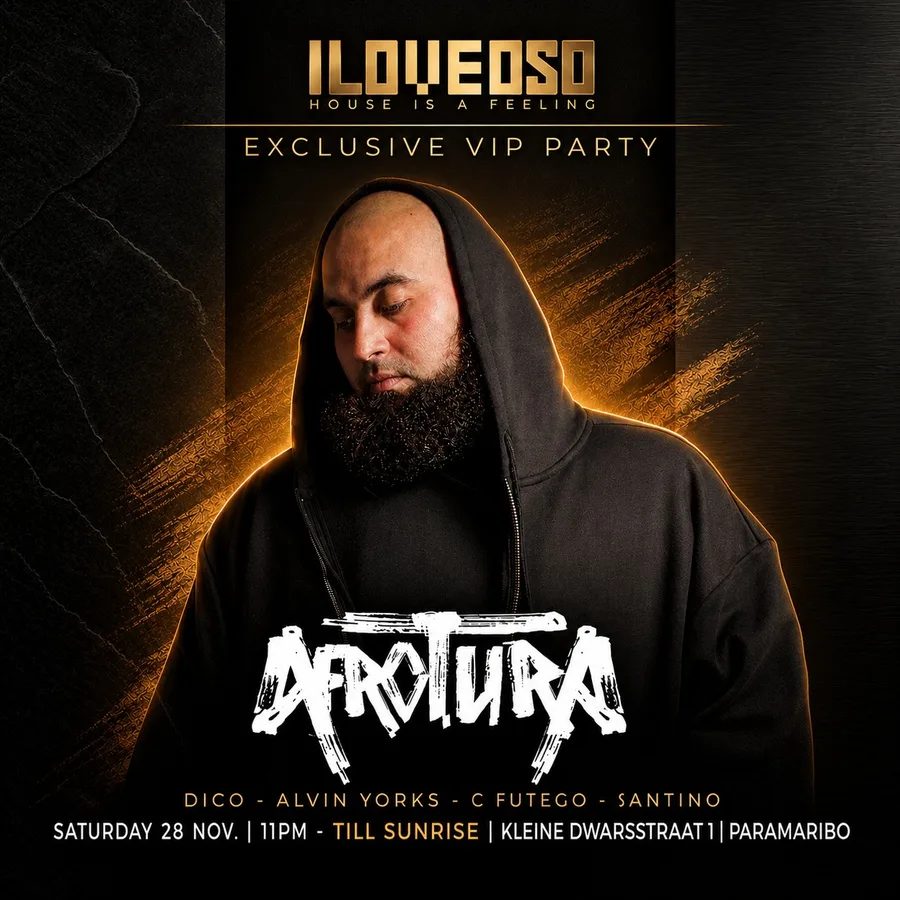 ILOVEOSO
HOUSE IS A FEELING
EXCLUSIVE VIP PARTY
AFROTURA
DICO - ALVIN YORKS - C FUTEGO - SANTINO
SATURDAY 28 NOV. | 11PM - TILL SUNRISE | KLEINE DWARSSTRAAT 1 | PARAMARIBO